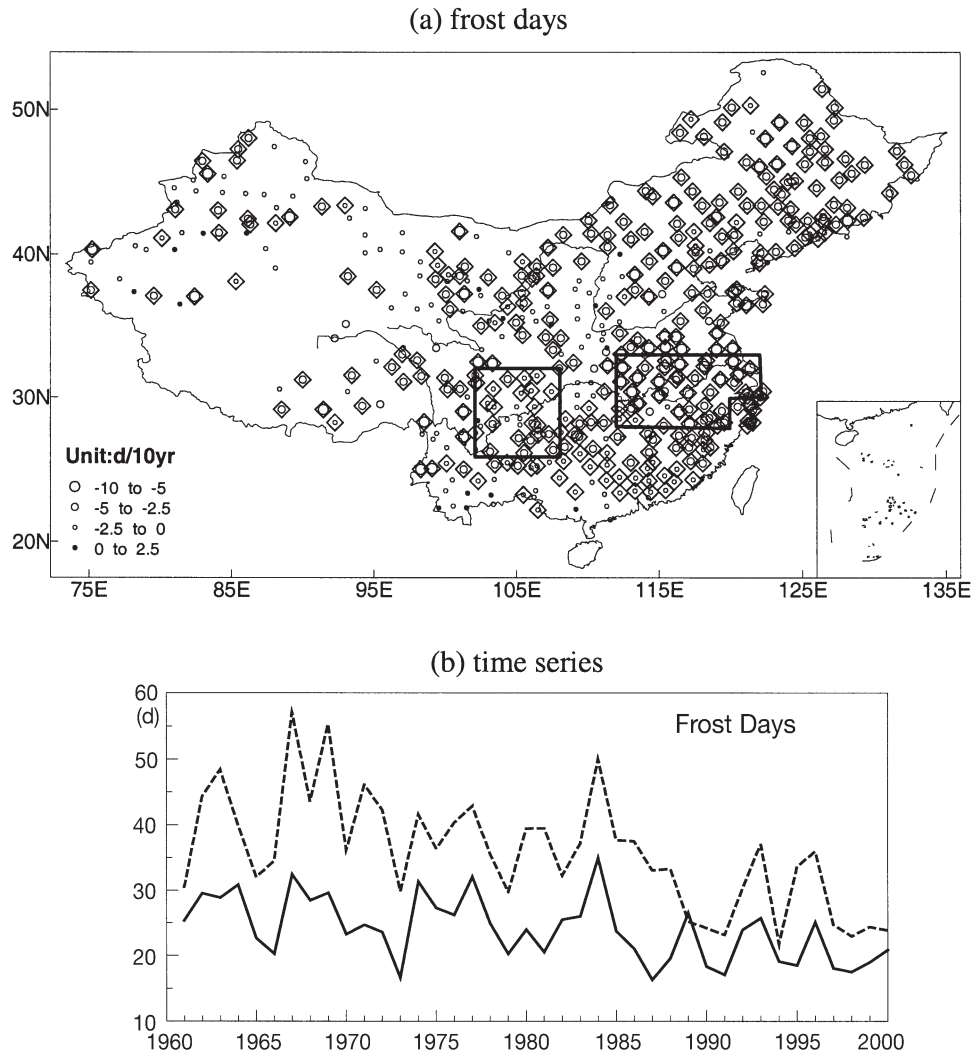 (a) frost days
50N
40N
30N
20N
Unit:d/10yr
-10 to -5
-5 to -2.5
-2.5 to 0
0 to 2.5
75E 85E 95E 105E 115E 125E 135E
(b) time series
60
(d)
Frost Days
50
40
30
20
10
1960 1965 1970 1975 1980 1985 1990 1995 2000